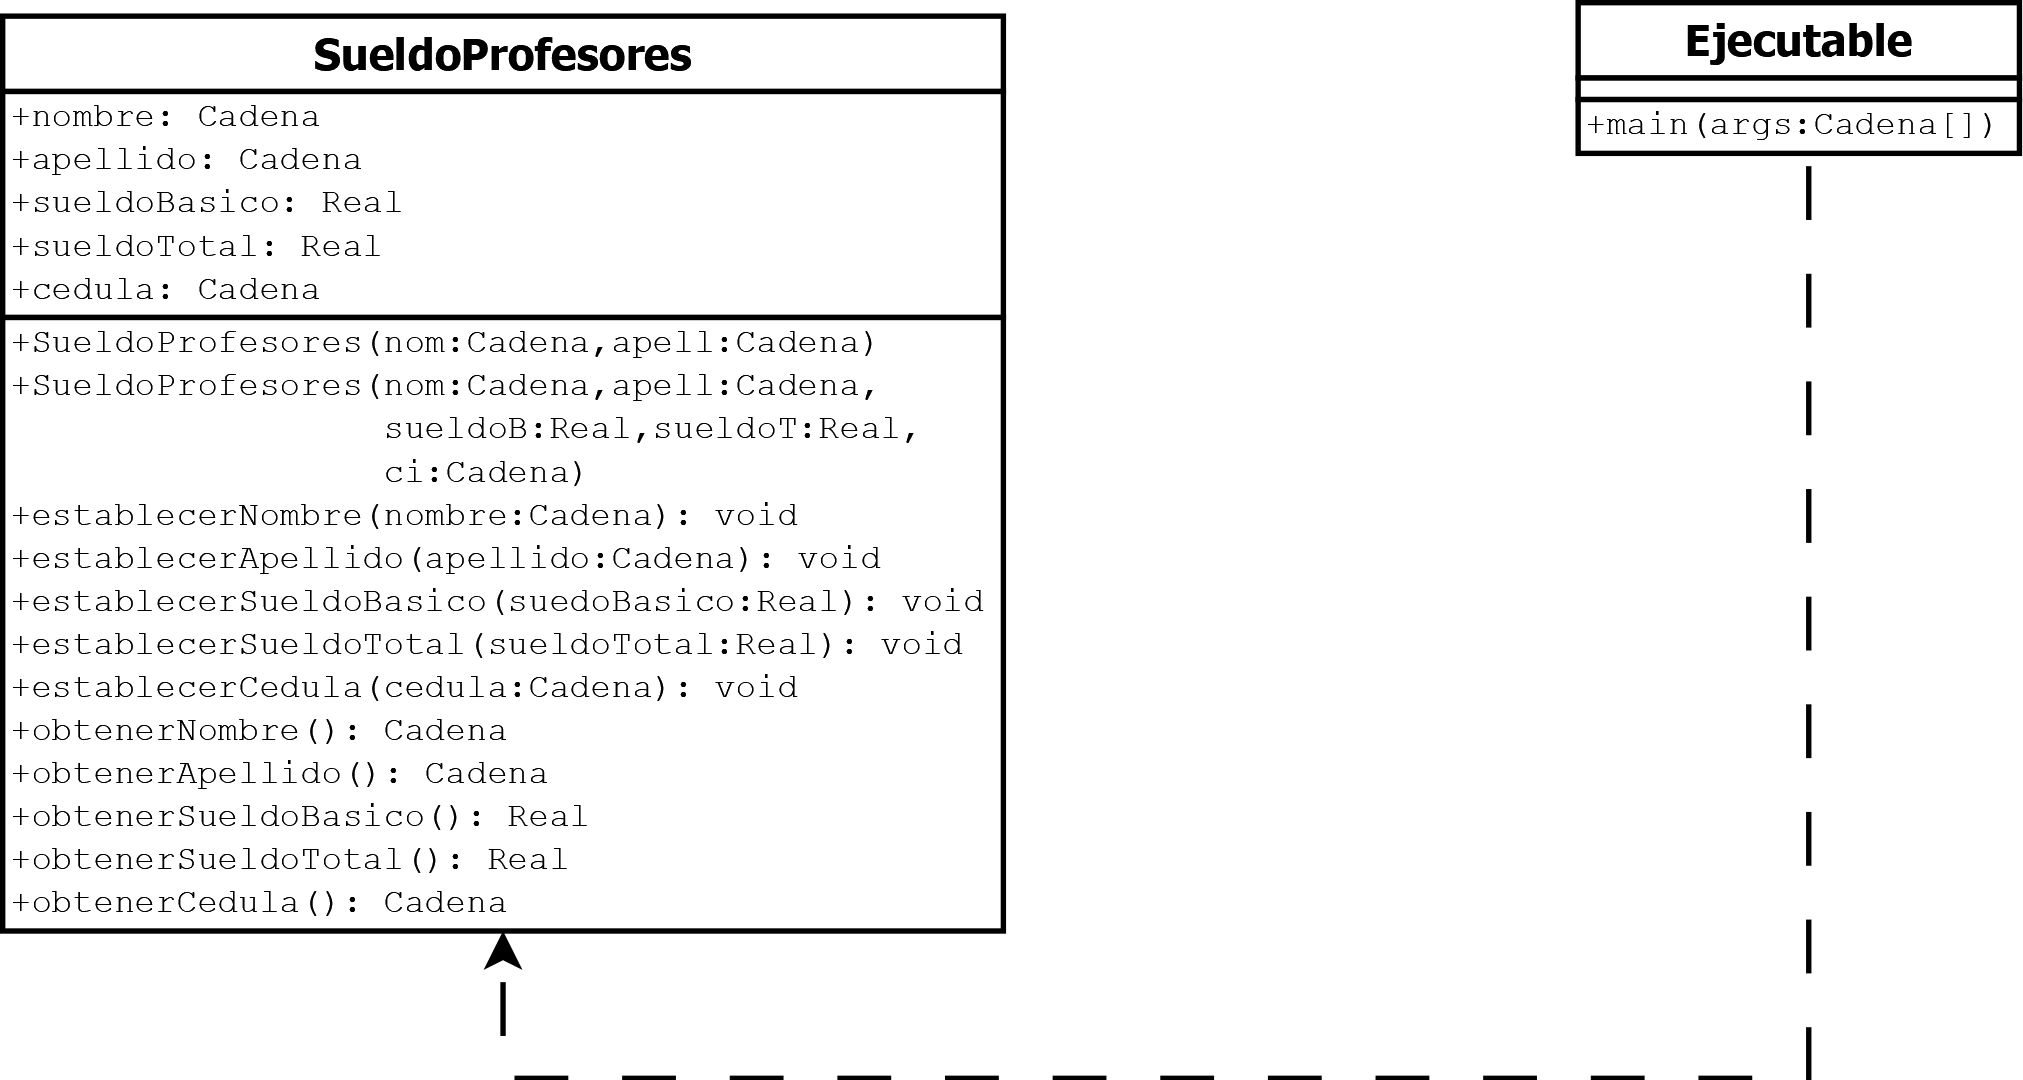 SueldoProfesores
+nombre: Cadena
+apellido: Cadena
+sueldoBasico: Real
+sueldoTotal: Real
+cedula: Cadena
+SueldoProfesores(nom:Cadena,apell:Cadena)
+SueldoProfesores(nom:Cadena,apell:Cadena,
sueldoB:Real,sueldoT:Real,
ci:Cadena)
+establecerNombre(nombre:Cadena): void
+establecerApellido(apellido:Cadena): void
+establecerSueldoBasico(suedoBasico:Real): void
+establecerSueldoTotal(sueldoTotal:Real): void
+establecerCedula(cedula:Cadena): void
+obtenerNombre(): Cadena
+obtenerApellido(): Cadena
+obtenerSueldoBasico(): Real
+obtenerSueldoTotal(): Real
+obtenerCedula(): Cadena
Ejecutable
+main(args:Cadena[])